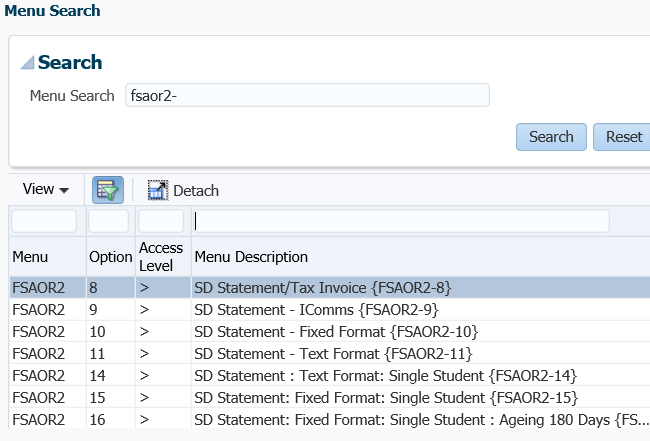 Menu Search
Search
Menu Search fsaor2-
Search Reset
View Detach
Menu Option Access Level Menu Description
FSAOR2 8 > SD Statement/Tax Invoice {FSAOR2-8}
FSAOR2 9 > SD Statement - IComms {FSAOR2-9}
FSAOR2 10 > SD Statement - Fixed Format {FSAOR2-10}
FSAOR2 11 > SD Statement - Text Format {FSAOR2-11}
FSAOR2 14 > SD Statement : Text Format: Single Student {FSAOR2-14}
FSAOR2 15 > SD Statement: Fixed Format: Single Student {FSAOR2-15}
FSAOR2 16 > SD Statement: Fixed Format: Single Student : Ageing 180 Days {FS...